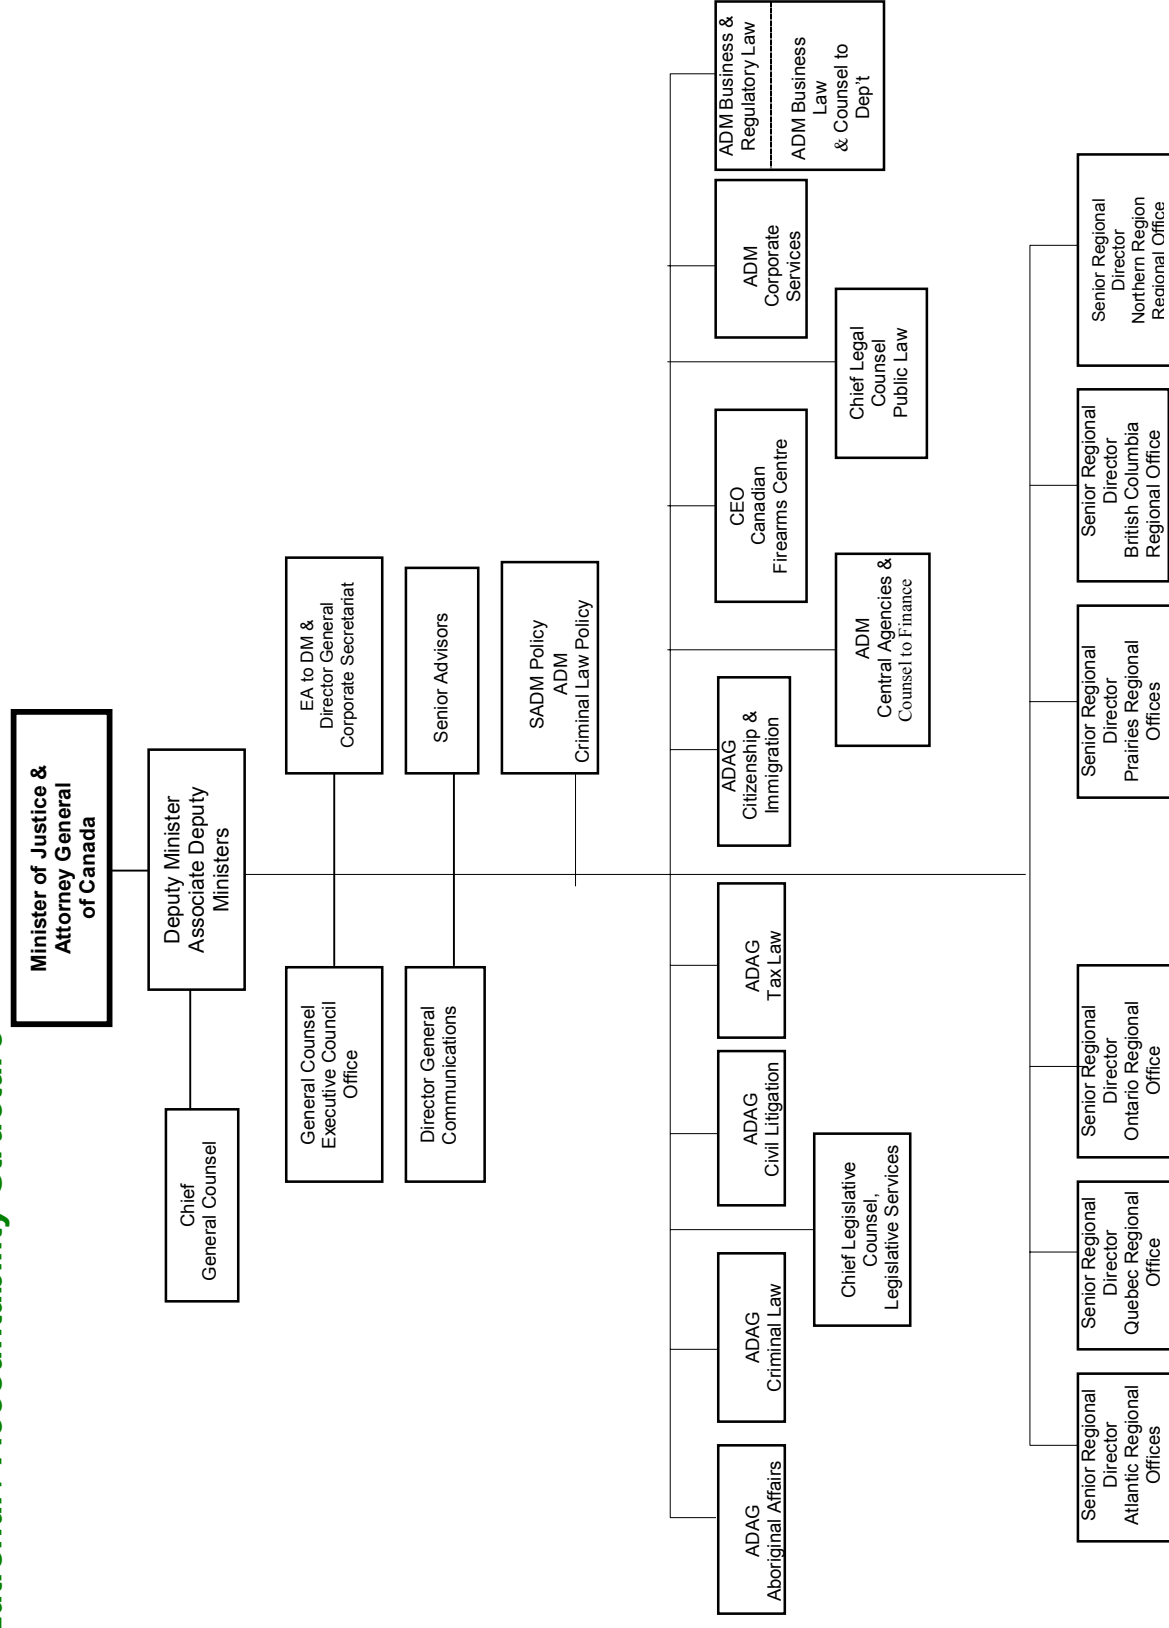 Accountability Structure
Minister of Justice &
Attorney General
of Canada
Deputy Minister
Associate Deputy
Ministers
Chief
General Counsel
General Counsel
Executive Council
Office
EA to DM &
Director General
Corporate Secretariat
Director General
Communications
Senior Advisors
SADM Policy
ADM
Criminal Law Policy
ADAG
Aboriginal Affairs
ADAG
Criminal Law
Chief Legislative
Counsel,
Legislative Services
ADAG
Civil Litigation
ADAG
Tax Law
ADAG
Citizenship &
Immigration
ADM
Central Agencies &
Counsel to Finance
CEO
Canadian
Firearms Centre
Chief Legal
Counsel
Public Law
ADM
Corporate
Services
ADM Business &
Regulatory Law
ADM Business
Law
& Counsel to
Dep't
Senior Regional
Director
Atlantic Regional
Offices
Senior Regional
Director
Quebec Regional
Office
Senior Regional
Director
Ontario Regional
Office
Senior Regional
Director
Prairies Regional
Offices
Senior Regional
Director
British Columbia
Regional Office
Senior Regional
Director
Northern Region
Regional Office